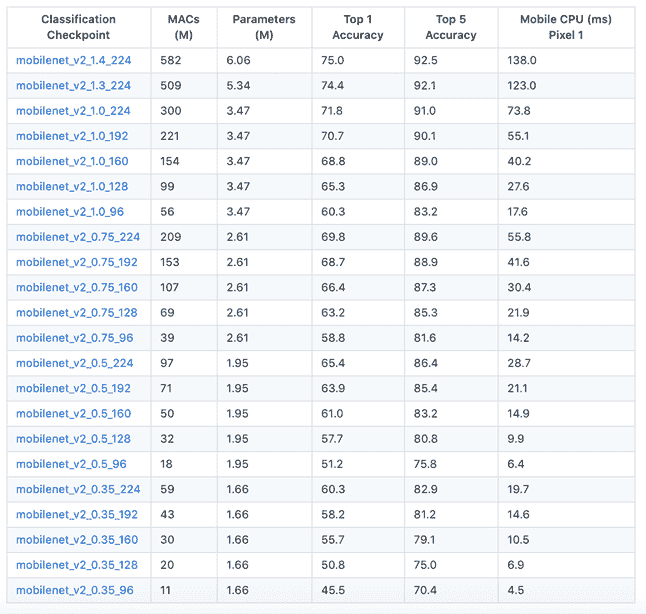 Classification Checkpoint MACs (M) Parameters (M) Top 1 Accuracy Top 5 Accuracy Mobile CPU (ms) Pixel 1
mobilenet_v2_1.4_224 582 6.06 75.0 92.5 138.0
mobilenet_v2_1.3_224 509 5.34 74.4 92.1 123.0
mobilenet_v2_1.0_224 300 3.47 71.8 91.0 73.8
mobilenet_v2_1.0_192 221 3.47 70.7 90.1 55.1
mobilenet_v2_1.0_160 154 3.47 68.8 89.0 40.2
mobilenet_v2_1.0_128 99 3.47 65.3 86.9 27.6
mobilenet_v2_1.0_96 56 3.47 60.3 83.2 17.6
mobilenet_v2_0.75_224 209 2.61 69.8 89.6 55.8
mobilenet_v2_0.75_192 153 2.61 68.7 88.9 41.6
mobilenet_v2_0.75_160 107 2.61 66.4 87.3 30.4
mobilenet_v2_0.75_128 69 2.61 63.2 85.3 21.9
mobilenet_v2_0.75_96 39 2.61 58.8 81.6 14.2
mobilenet_v2_0.5_224 97 1.95 65.4 86.4 28.7
mobilenet_v2_0.5_192 71 1.95 63.9 85.4 21.1
mobilenet_v2_0.5_160 50 1.95 61.0 83.2 14.9
mobilenet_v2_0.5_128 32 1.95 57.7 80.8 9.9
mobilenet_v2_0.5_96 18 1.95 51.2 75.8 6.4
mobilenet_v2_0.35_224 59 1.66 60.3 82.9 19.7
mobilenet_v2_0.35_192 43 1.66 58.2 81.2 14.6
mobilenet_v2_0.35_160 30 1.66 55.7 79.1 10.5
mobilenet_v2_0.35_128 20 1.66 50.8 75.0 6.9
mobilenet_v2_0.35_96 11 1.66 45.5 70.4 4.5